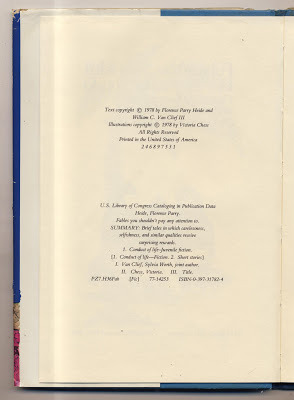 Text copyright © 1978 by Florence Parry Heide and
William C. Van Clief III
Illustrations copyright © 1978 by Victoria Chess
All Rights Reserved
Printed in the United States of America
2 4 6 8 9 7 5 3 1
U.S. Library of Congress Cataloging in Publication Data
Heide, Florence Parry.
Fables you shouldn't pay any attention to.
SUMMARY: Brief tales in which carelessness,
selfishness, and similar qualities receive
surprising rewards.
1. Conduct of life—Juvenile fiction.
[1. Conduct of life—Fiction. 2. Short stories]
I. Van Clief, Sylvia Worth, joint author.
II. Chess, Victoria. III. Title.
PZ7.H36Fab [Fic] 77-14253 ISBN-0-397-31782-4